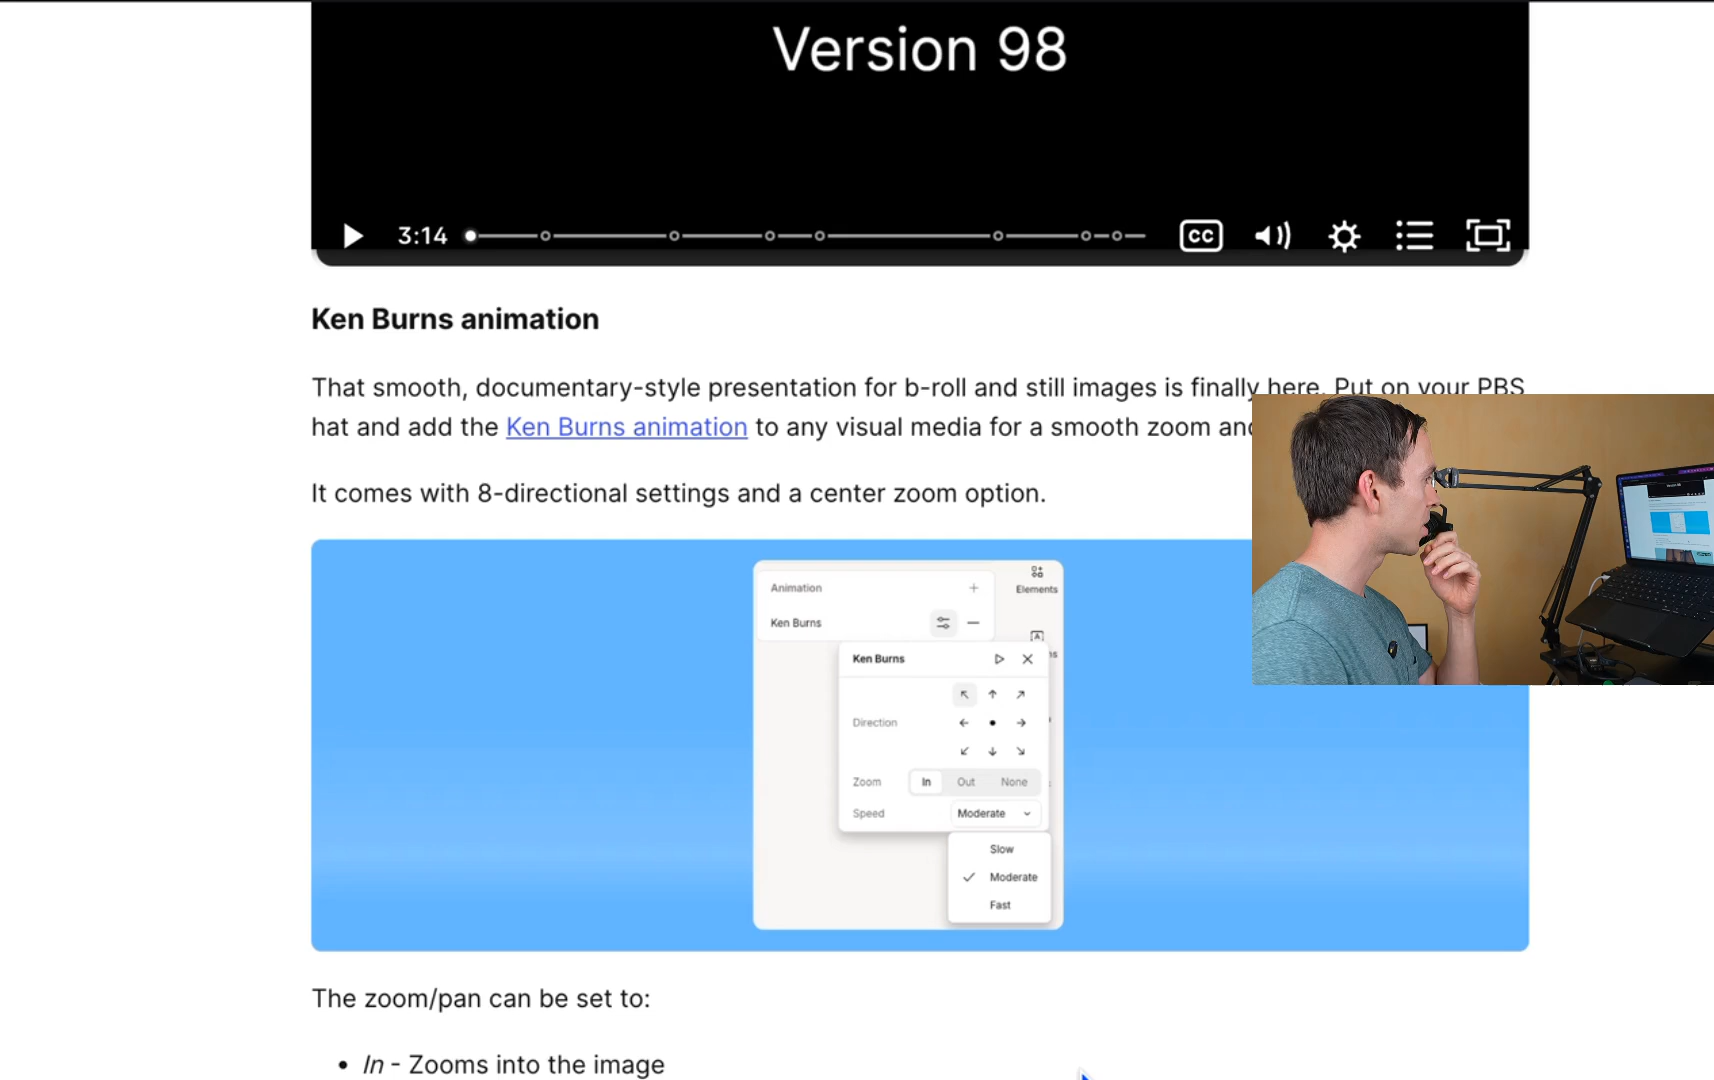 Version 98
3:14
CC
Ken Burns animation
That smooth, documentary-style presentation for b-roll and still images is finally here. Put on your PBS
hat and add the Ken Burns animation to any visual media for a smooth zoom and
It comes with 8-directional settings and a center zoom option.
Animation
Elements
Ken Burns
Ken Burns
Direction
Zoom In Out None
Speed Moderate
Slow
Moderate
Fast
The zoom/pan can be set to:
• In - Zooms into the image